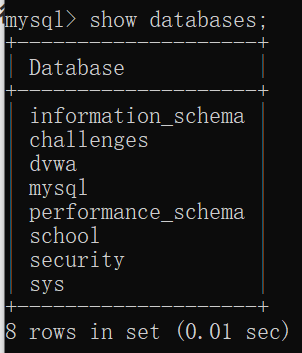 mysql> show databases;
+--------------------+
| Database           |
+--------------------+
| information_schema |
| challenges         |
| dvwa               |
| mysql              |
| performance_schema |
| school             |
| security           |
| sys                |
+--------------------+
8 rows in set (0.01 sec)